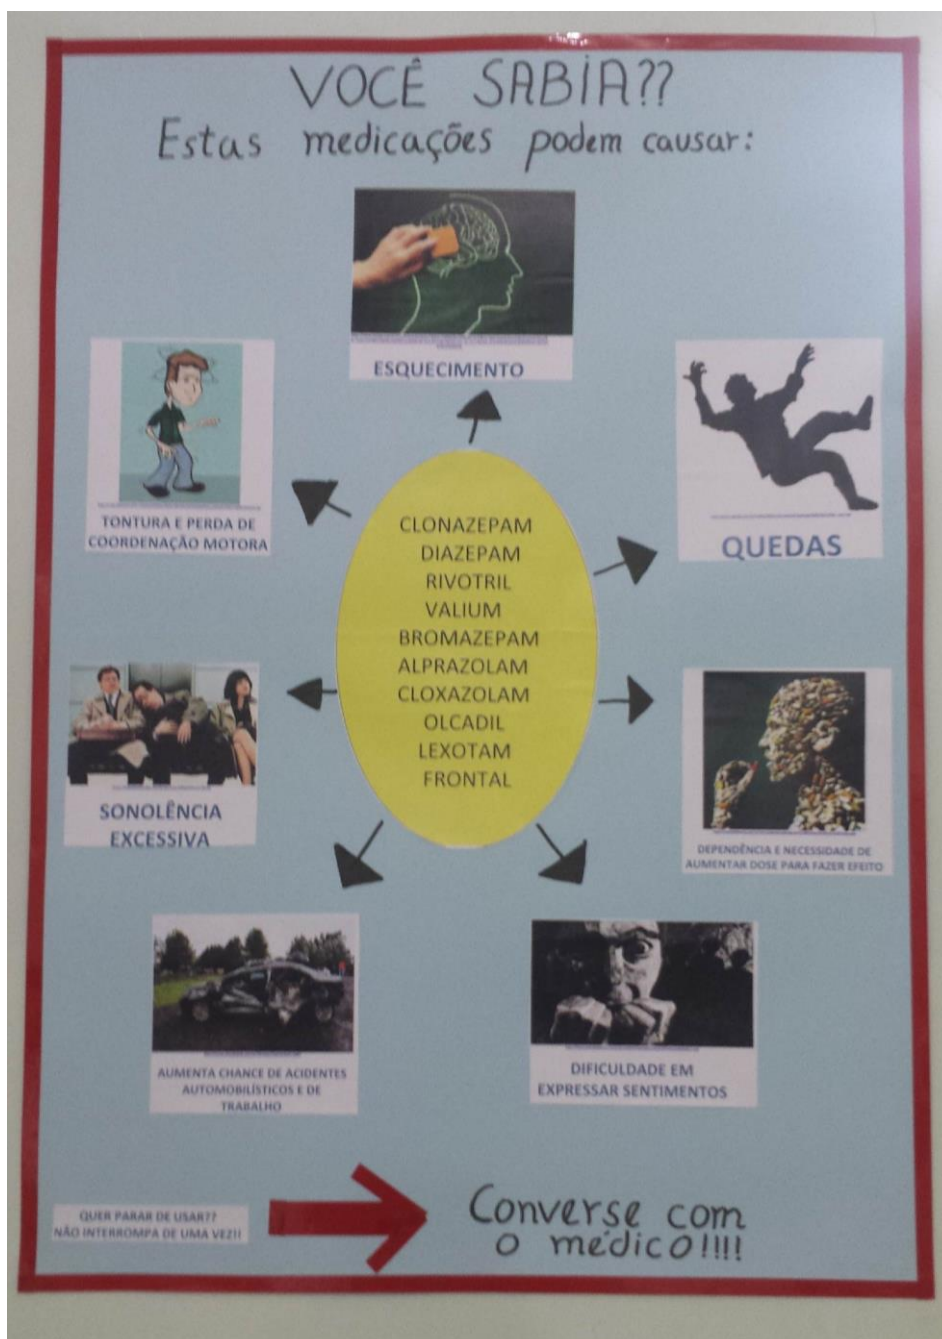 VOCÊ SABIA??
Estas medicações podem causar:
ESQUECIMENTO
TONTURA E PERDA DE
COORDENAÇÃO MOTORA
QUEDAS
CLONAZEPAM
DIAZEPAM
RIVOTRIL
VALIUM
BROMAZEPAM
ALPRAZOLAM
CLOXAZOLAM
OLCADIL
LEXOTAM
FRONTAL
SONOLÊNCIA
EXCESSIVA
DEPENDÊNCIA E NECESSIDADE DE
AUMENTAR DOSE PARA FAZER EFEITO
AUMENTA CHANCE DE ACIDENTES
AUTOMOBILÍSTICOS E DE
TRABALHO
DIFICULDADE EM
EXPRESSAR SENTIMENTOS
QUER PARAR DE USAR??
NÃO INTERROMPA DE UMA VEZ!!
Converse com
o médico!!!!